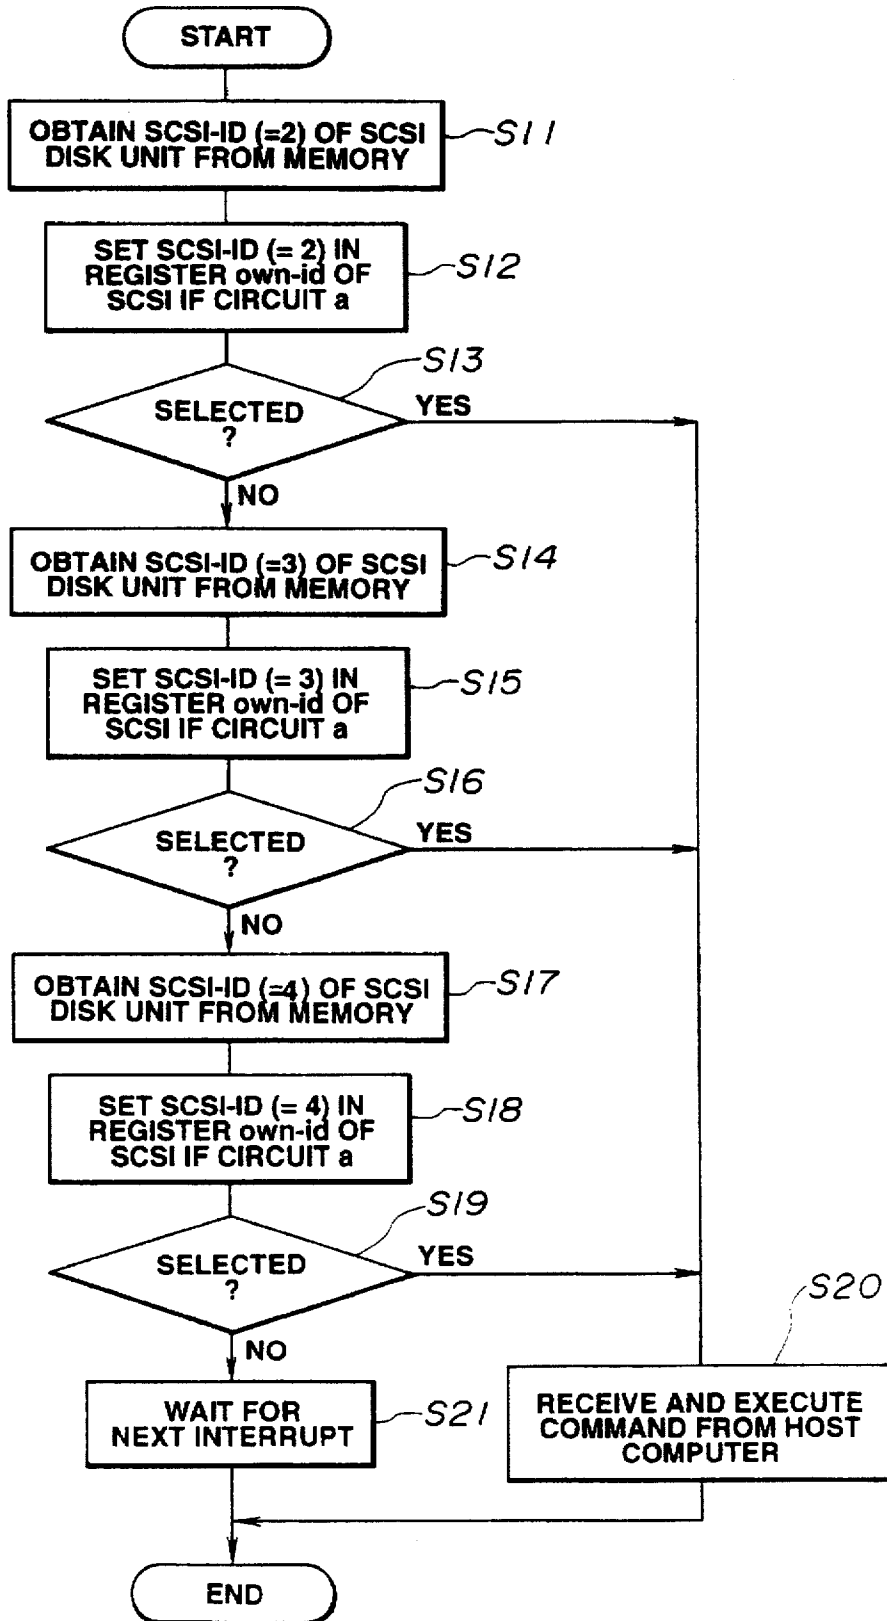 START
OBTAIN SCSI-ID (=2) OF SCSI
DISK UNIT FROM MEMORY
S11
SET SCSI-ID (= 2) IN
REGISTER own-id OF
SCSI IF CIRCUIT a
S12
S13
SELECTED
?
YES
NO
OBTAIN SCSI-ID (=3) OF SCSI
DISK UNIT FROM MEMORY
S14
SET SCSI-ID (= 3) IN
REGISTER own-id OF
SCSI IF CIRCUIT a
S15
S16
SELECTED
?
YES
NO
OBTAIN SCSI-ID (=4) OF SCSI
DISK UNIT FROM MEMORY
S17
SET SCSI-ID (= 4) IN
REGISTER own-id OF
SCSI IF CIRCUIT a
S18
S19
SELECTED
?
YES
NO
S20
WAIT FOR
NEXT INTERRUPT
S21
RECEIVE AND EXECUTE
COMMAND FROM HOST
COMPUTER
END